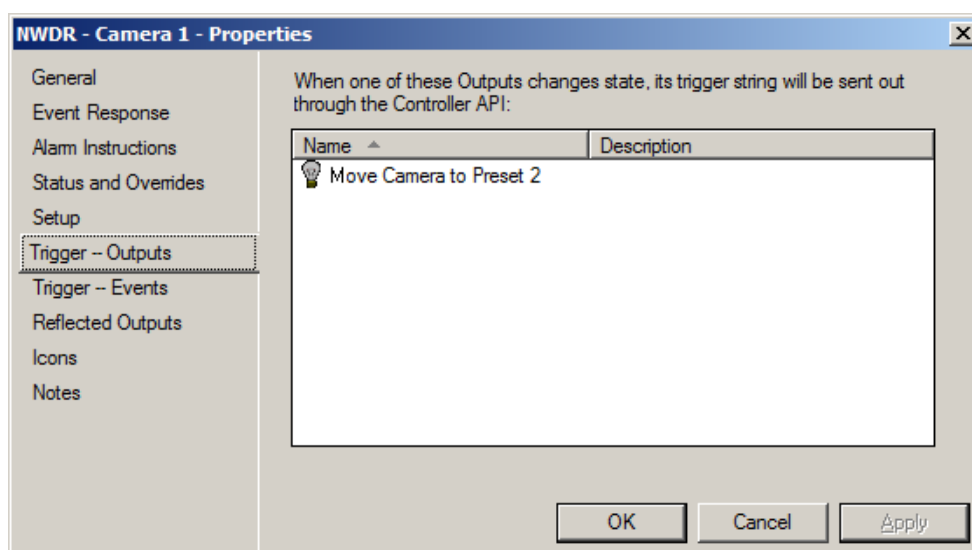 NWDR - Camera 1 - Properties
General
Event Response
Alarm Instructions
Status and Overrides
Setup
Trigger -- Outputs
Trigger -- Events
Reflected Outputs
Icons
Notes
When one of these Outputs changes state, its trigger string will be sent out
through the Controller API:
Name Description
Move Camera to Preset 2
OK Cancel Apply